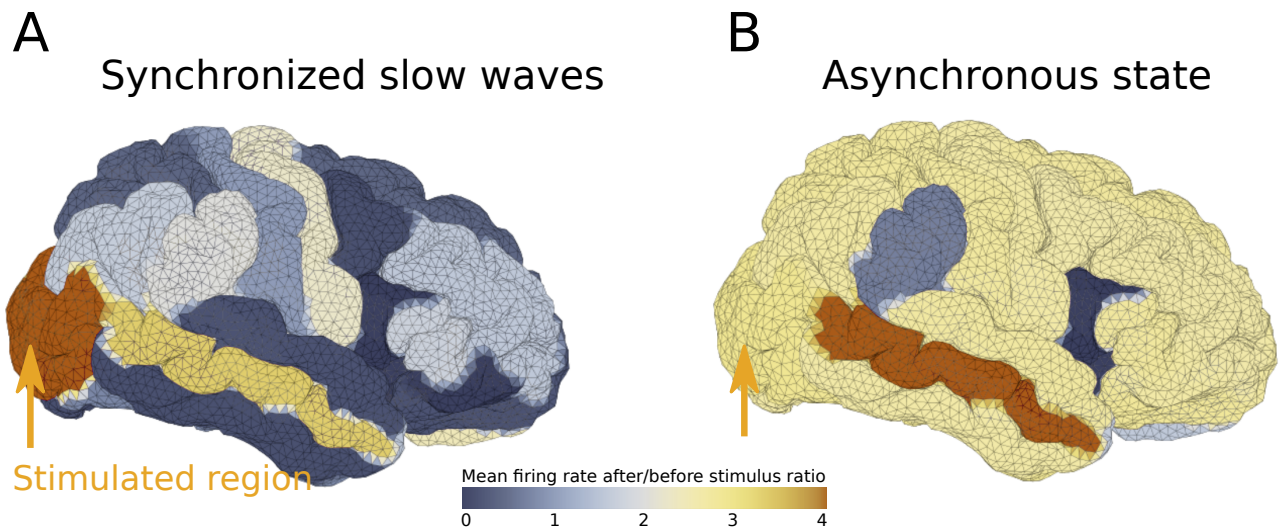 A
B
Synchronized slow waves
Asynchronous state
Stimulated region
Mean firing rate after/before stimulus ratio
0 1 2 3 4